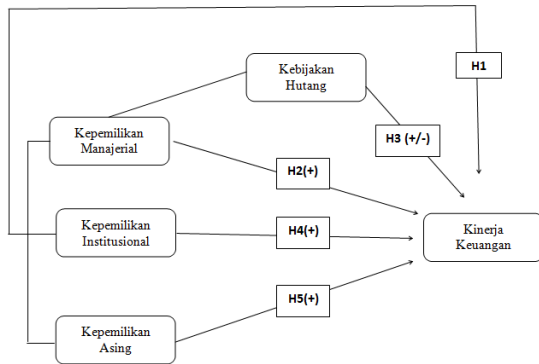 H1
Kebijakan
Hutang
H3 (+/-)
Kepemilikan
Manajerial
H2(+)
Kepemilikan
Institusional
H4(+)
Kinerja
Keuangan
H5(+)
Kepemilikan
Asing